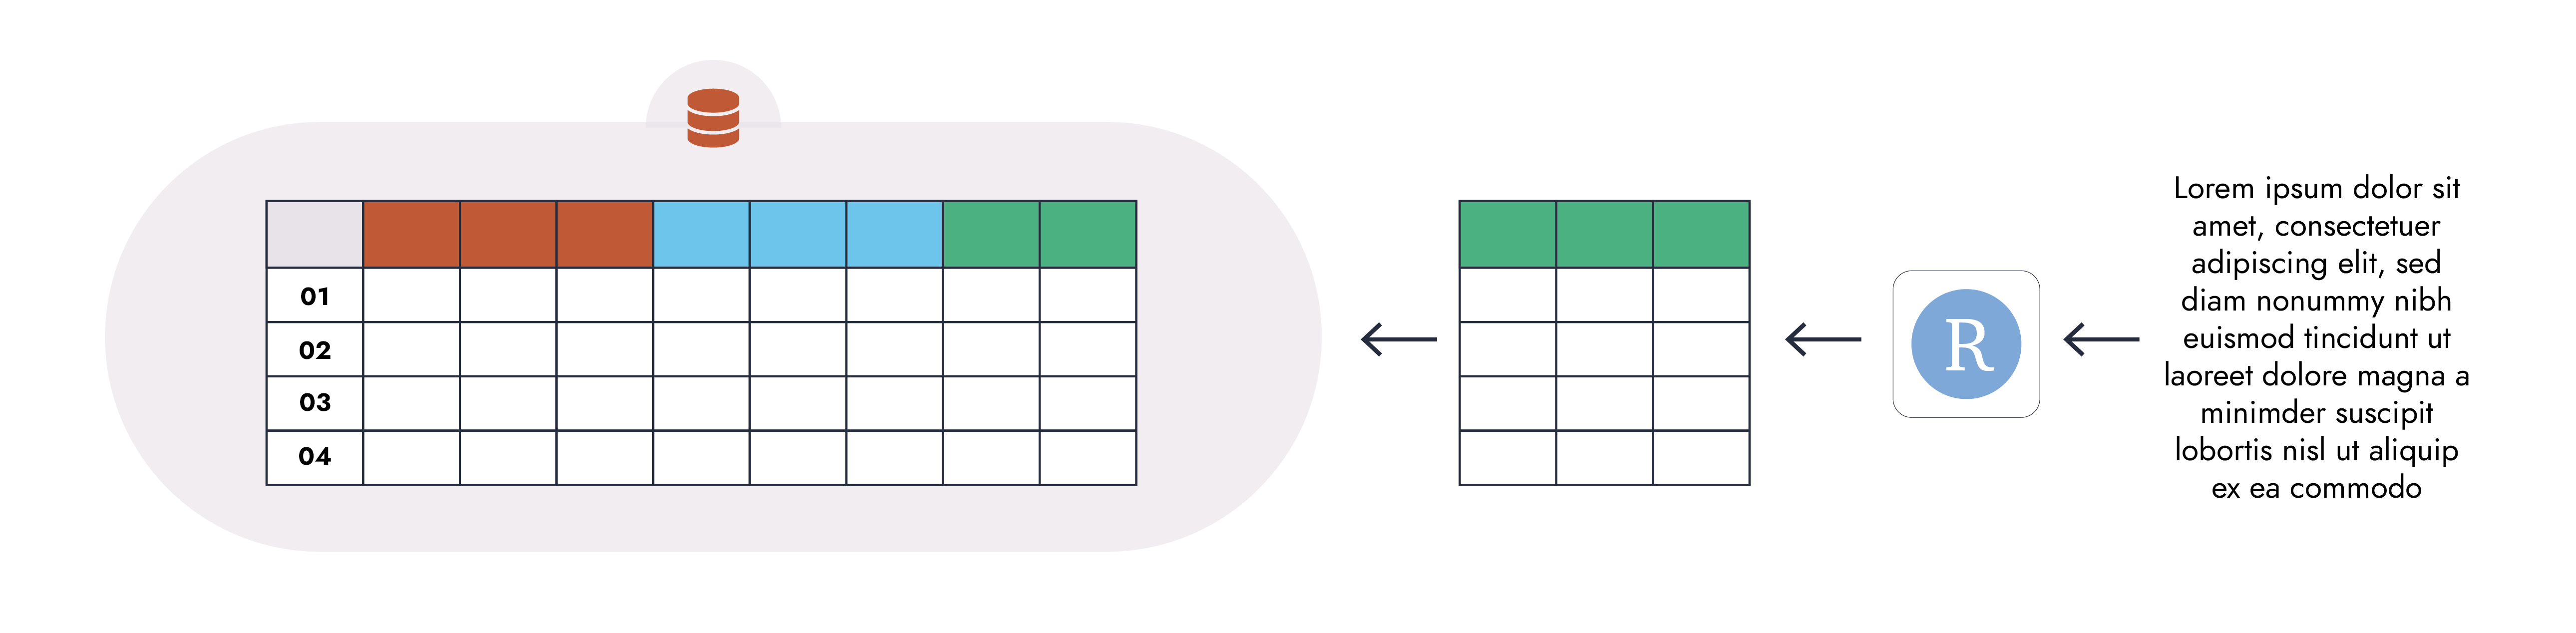 01
02
03
04
R
Lorem ipsum dolor sit
amet, consectetuer
adipiscing elit, sed
diam nonummy nibh
euismod tincidunt ut
laoreet dolore magna a
minimder suscipit
lobortis nisl ut aliquip
ex ea commodo